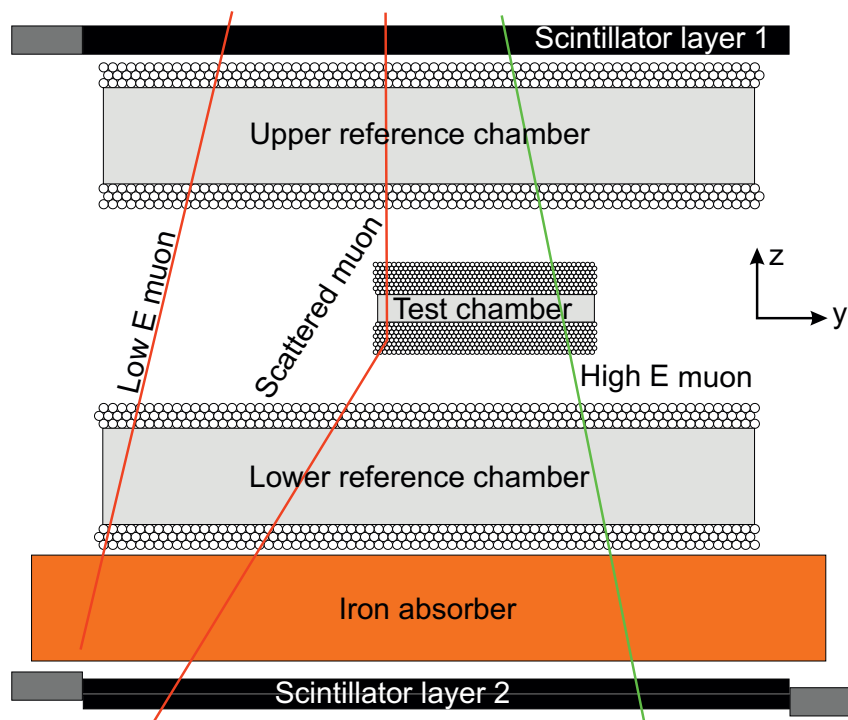 Scintillator layer 1
Upper reference chamber
Low E muon
Scattered muon
z
Test chamber
y
High E muon
Lower reference chamber
Iron absorber
Scintillator layer 2